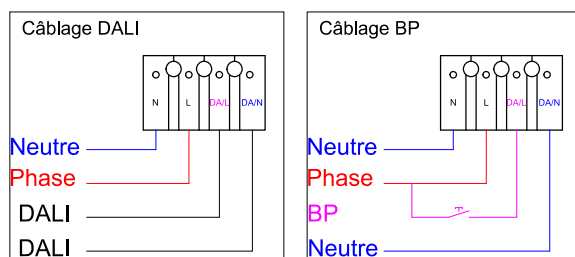 Câblage DALI
N L DA/L DA/N
Neutre
Phase
DALI
DALI
Câblage BP
N L DA/L DA/N
Neutre
Phase
BP
Neutre